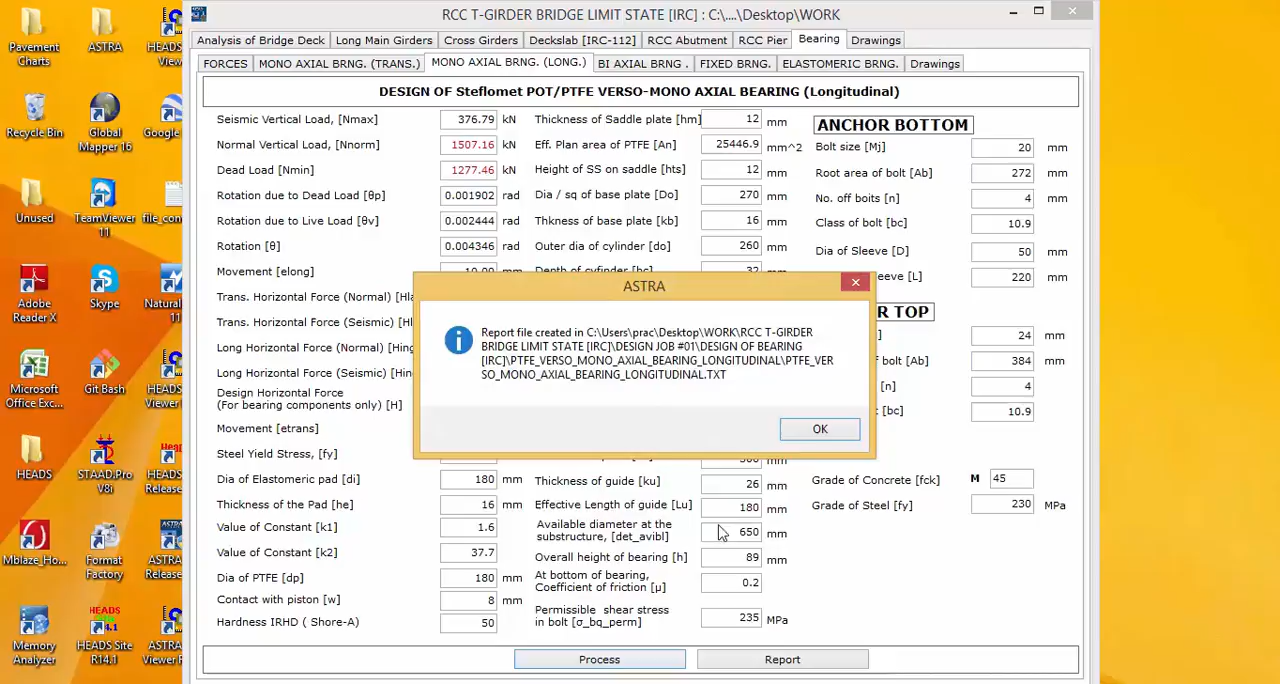 RCC T-GIRDER BRIDGE LIMIT STATE [IRC] : C:\....\Desktop\WORK
Analysis of Bridge Deck
Long Main Girders
Cross Girders
Deckslab [IRC-112]
RCC Abutment
RCC Pier
Bearing
Drawings
FORCES
MONO AXIAL BRNG. (TRANS.)
MONO AXIAL BRNG. (LONG.)
BI AXIAL BRNG .
FIXED BRNG.
ELASTOMERIC BRNG.
Drawings
DESIGN OF Steflomet POT/PTFE VERSO-MONO AXIAL BEARING (Longitudinal)
Seismic Vertical Load, [Nmax] 376.79 kN
Normal Vertical Load, [Nnorm] 1507.16 kN
Dead Load [Nmin] 1277.46 kN
Rotation due to Dead Load [θp] 0.001902 rad
Rotation due to Live Load [θv] 0.002444 rad
Rotation [θ] 0.004346 rad
Movement [elong]
Trans. Horizontal Force (Normal)
Trans. Horizontal Force (Seismic)
Long Horizontal Force (Normal)
Long Horizontal Force (Seismic)
Design Horizontal Force
(For bearing components only) [H]
Movement [etrans]
Steel Yield Stress, [fy]
Dia of Elastomeric pad [di] 180 mm
Thickness of the Pad [he] 16 mm
Value of Constant [k1] 1.6
Value of Constant [k2] 37.7
Dia of PTFE [dp] 180 mm
Contact with piston [w] 8 mm
Hardness IRHD ( Shore-A) 50
Thickness of Saddle plate [hm] 12 mm
Eff. Plan area of PTFE [An] 25446.9 mm^2
Height of SS on saddle [hts] 12 mm
Dia / sq of base plate [Do] 270 mm
Thkness of base plate [kb] 16 mm
Outer dia of cylinder [do] 260 mm
Thickness of guide [ku] 26 mm
Effective Length of guide [Lu] 180 mm
Available diameter at the
substructure, [det_avibl] 650 mm
Overall height of bearing [h] 89 mm
At bottom of bearing,
Coefficient of friction [µ] 0.2
Permissible shear stress
in bolt [σ_bq_perm] 235 MPa
ANCHOR BOTTOM
Bolt size [Mj] 20 mm
Root area of bolt [Ab] 272 mm
No. off boits [n] 4 mm
Class of bolt [bc] 10.9
Dia of Sleeve [D] 50 mm
220 mm
24 mm
384 mm
[n] 4
[bc] 10.9
Grade of Concrete [fck] M 45
Grade of Steel [fy] 230 MPa
Process
Report
ASTRA
Report file created in C:\Users\prac\Desktop\WORK\RCC T-GIRDER
BRIDGE LIMIT STATE [IRC]\DESIGN JOB #01\DESIGN OF BEARING
[IRC]\PTFE_VERSO_MONO_AXIAL_BEARING_LONGITUDINAL\PTFE_VER
SO_MONO_AXIAL_BEARING_LONGITUDINAL.TXT
OK
Pavement
Charts
ASTRA
HEADS
Recycle Bin
Global
Mapper 16
Google
Unused
TeamViewer
11
Adobe
Reader X
Skype
Natural
11
Microsoft
Office Exc...
Git Bash
HEADS
Viewer
HEADS
STAAD.Pro
V8i
HEADS
Release
Mblaze_Ho...
Format
Factory
ASTRA
Release
Memory
Analyzer
HEADS Site
R14.1
ASTRA